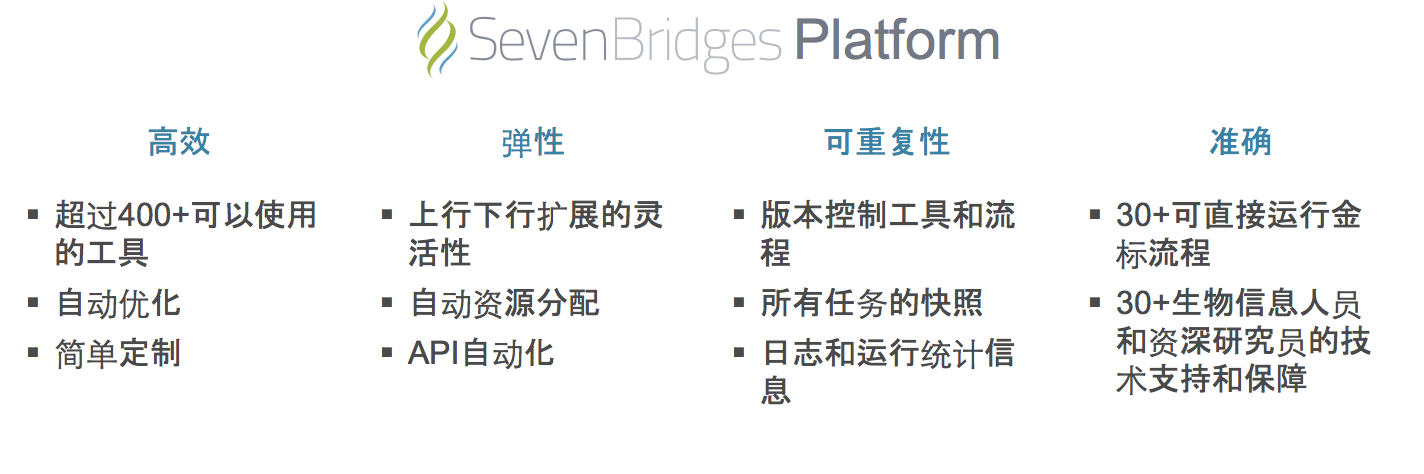 SevenBridges Platform
高效
▪ 超过400+可以使用
的工具
▪ 自动优化
▪ 简单定制
弹性
▪ 上行下行扩展的灵
活性
▪ 自动资源分配
▪ API自动化
可重复性
▪ 版本控制工具和流
程
▪ 所有任务的快照
▪ 日志和运行统计信
息
准确
▪ 30+可直接运行金
标流程
▪ 30+生物信息人员
和资深研究员的技
术支持和保障